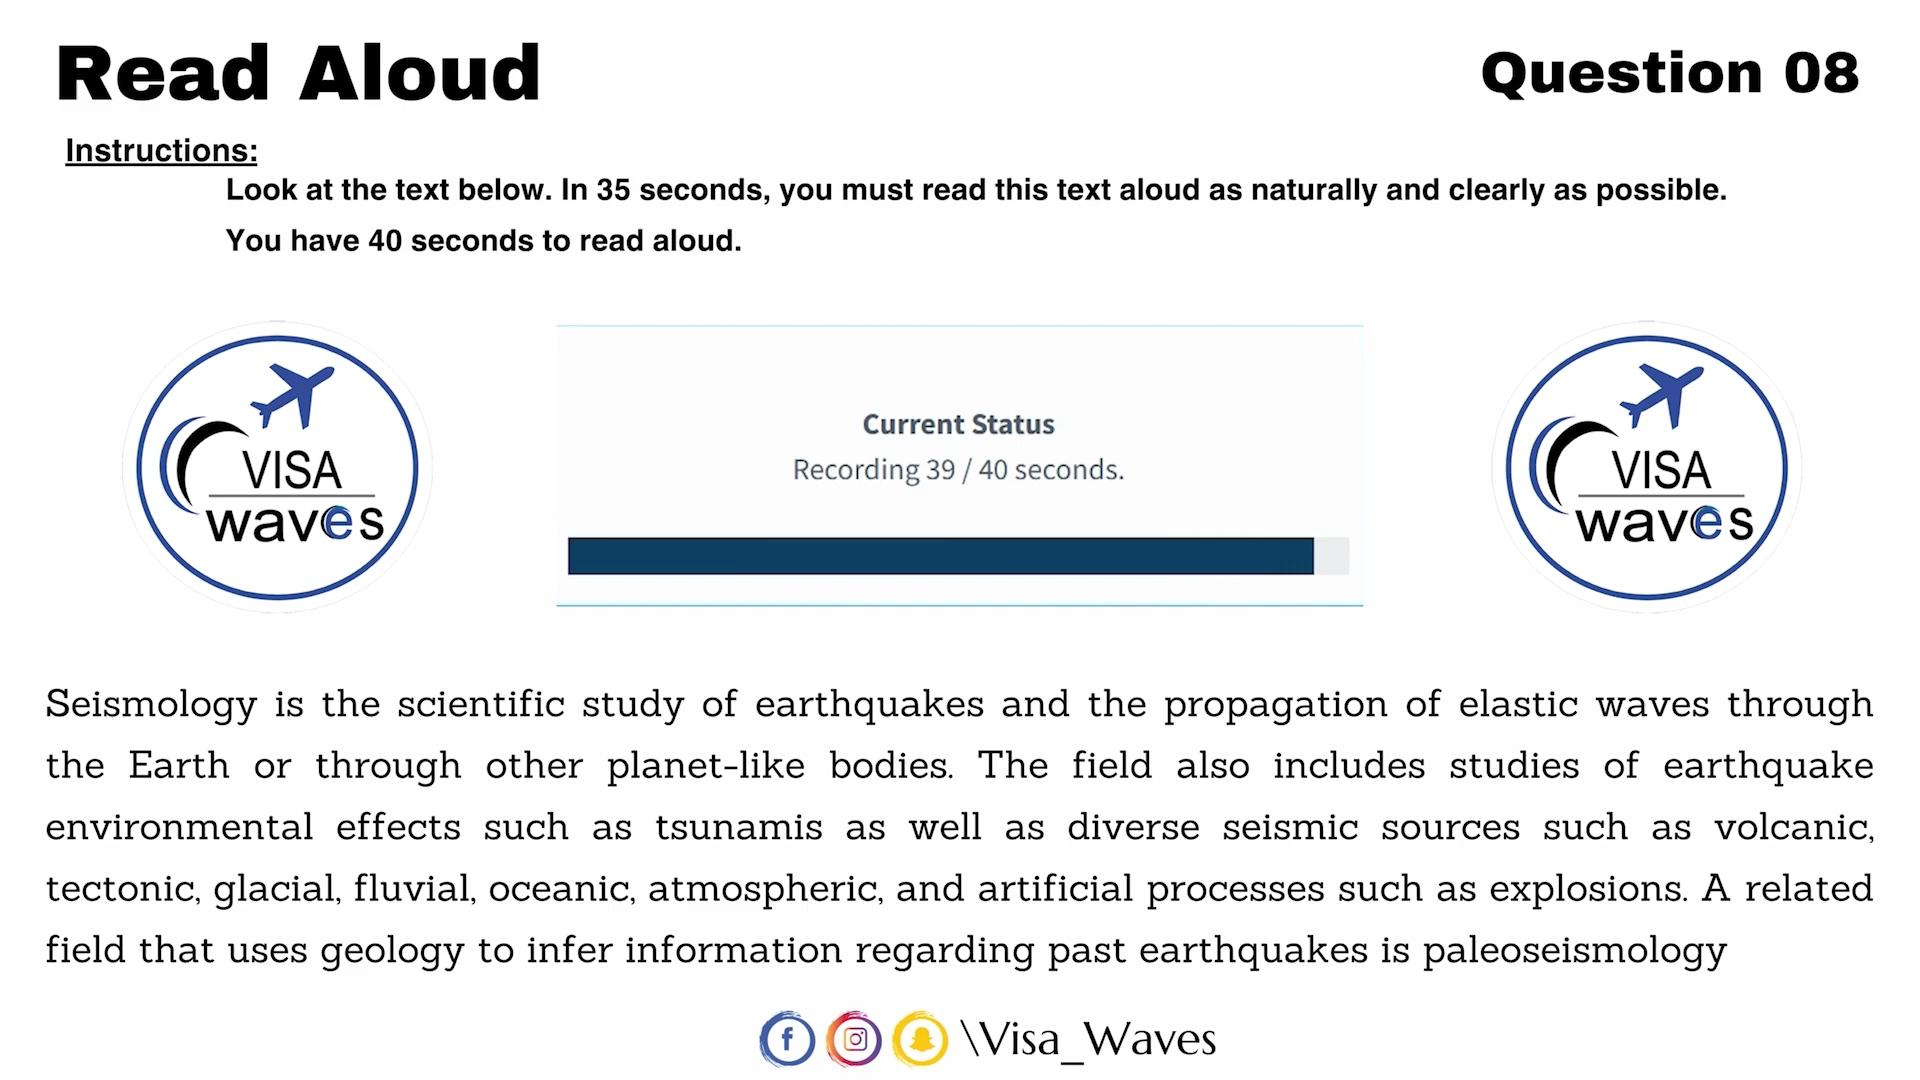 Read Aloud
Question 08
Instructions:
Look at the text below. In 35 seconds, you must read this text aloud as naturally and clearly as possible.
You have 40 seconds to read aloud.
VISA
waves
Current Status
Recording 39 / 40 seconds.
VISA
waves
Seismology is the scientific study of earthquakes and the propagation of elastic waves through
the Earth or through other planet-like bodies. The field also includes studies of earthquake
environmental effects such as tsunamis as well as diverse seismic sources such as volcanic,
tectonic, glacial, fluvial, oceanic, atmospheric, and artificial processes such as explosions. A related
field that uses geology to infer information regarding past earthquakes is paleoseismology
\Visa_Waves